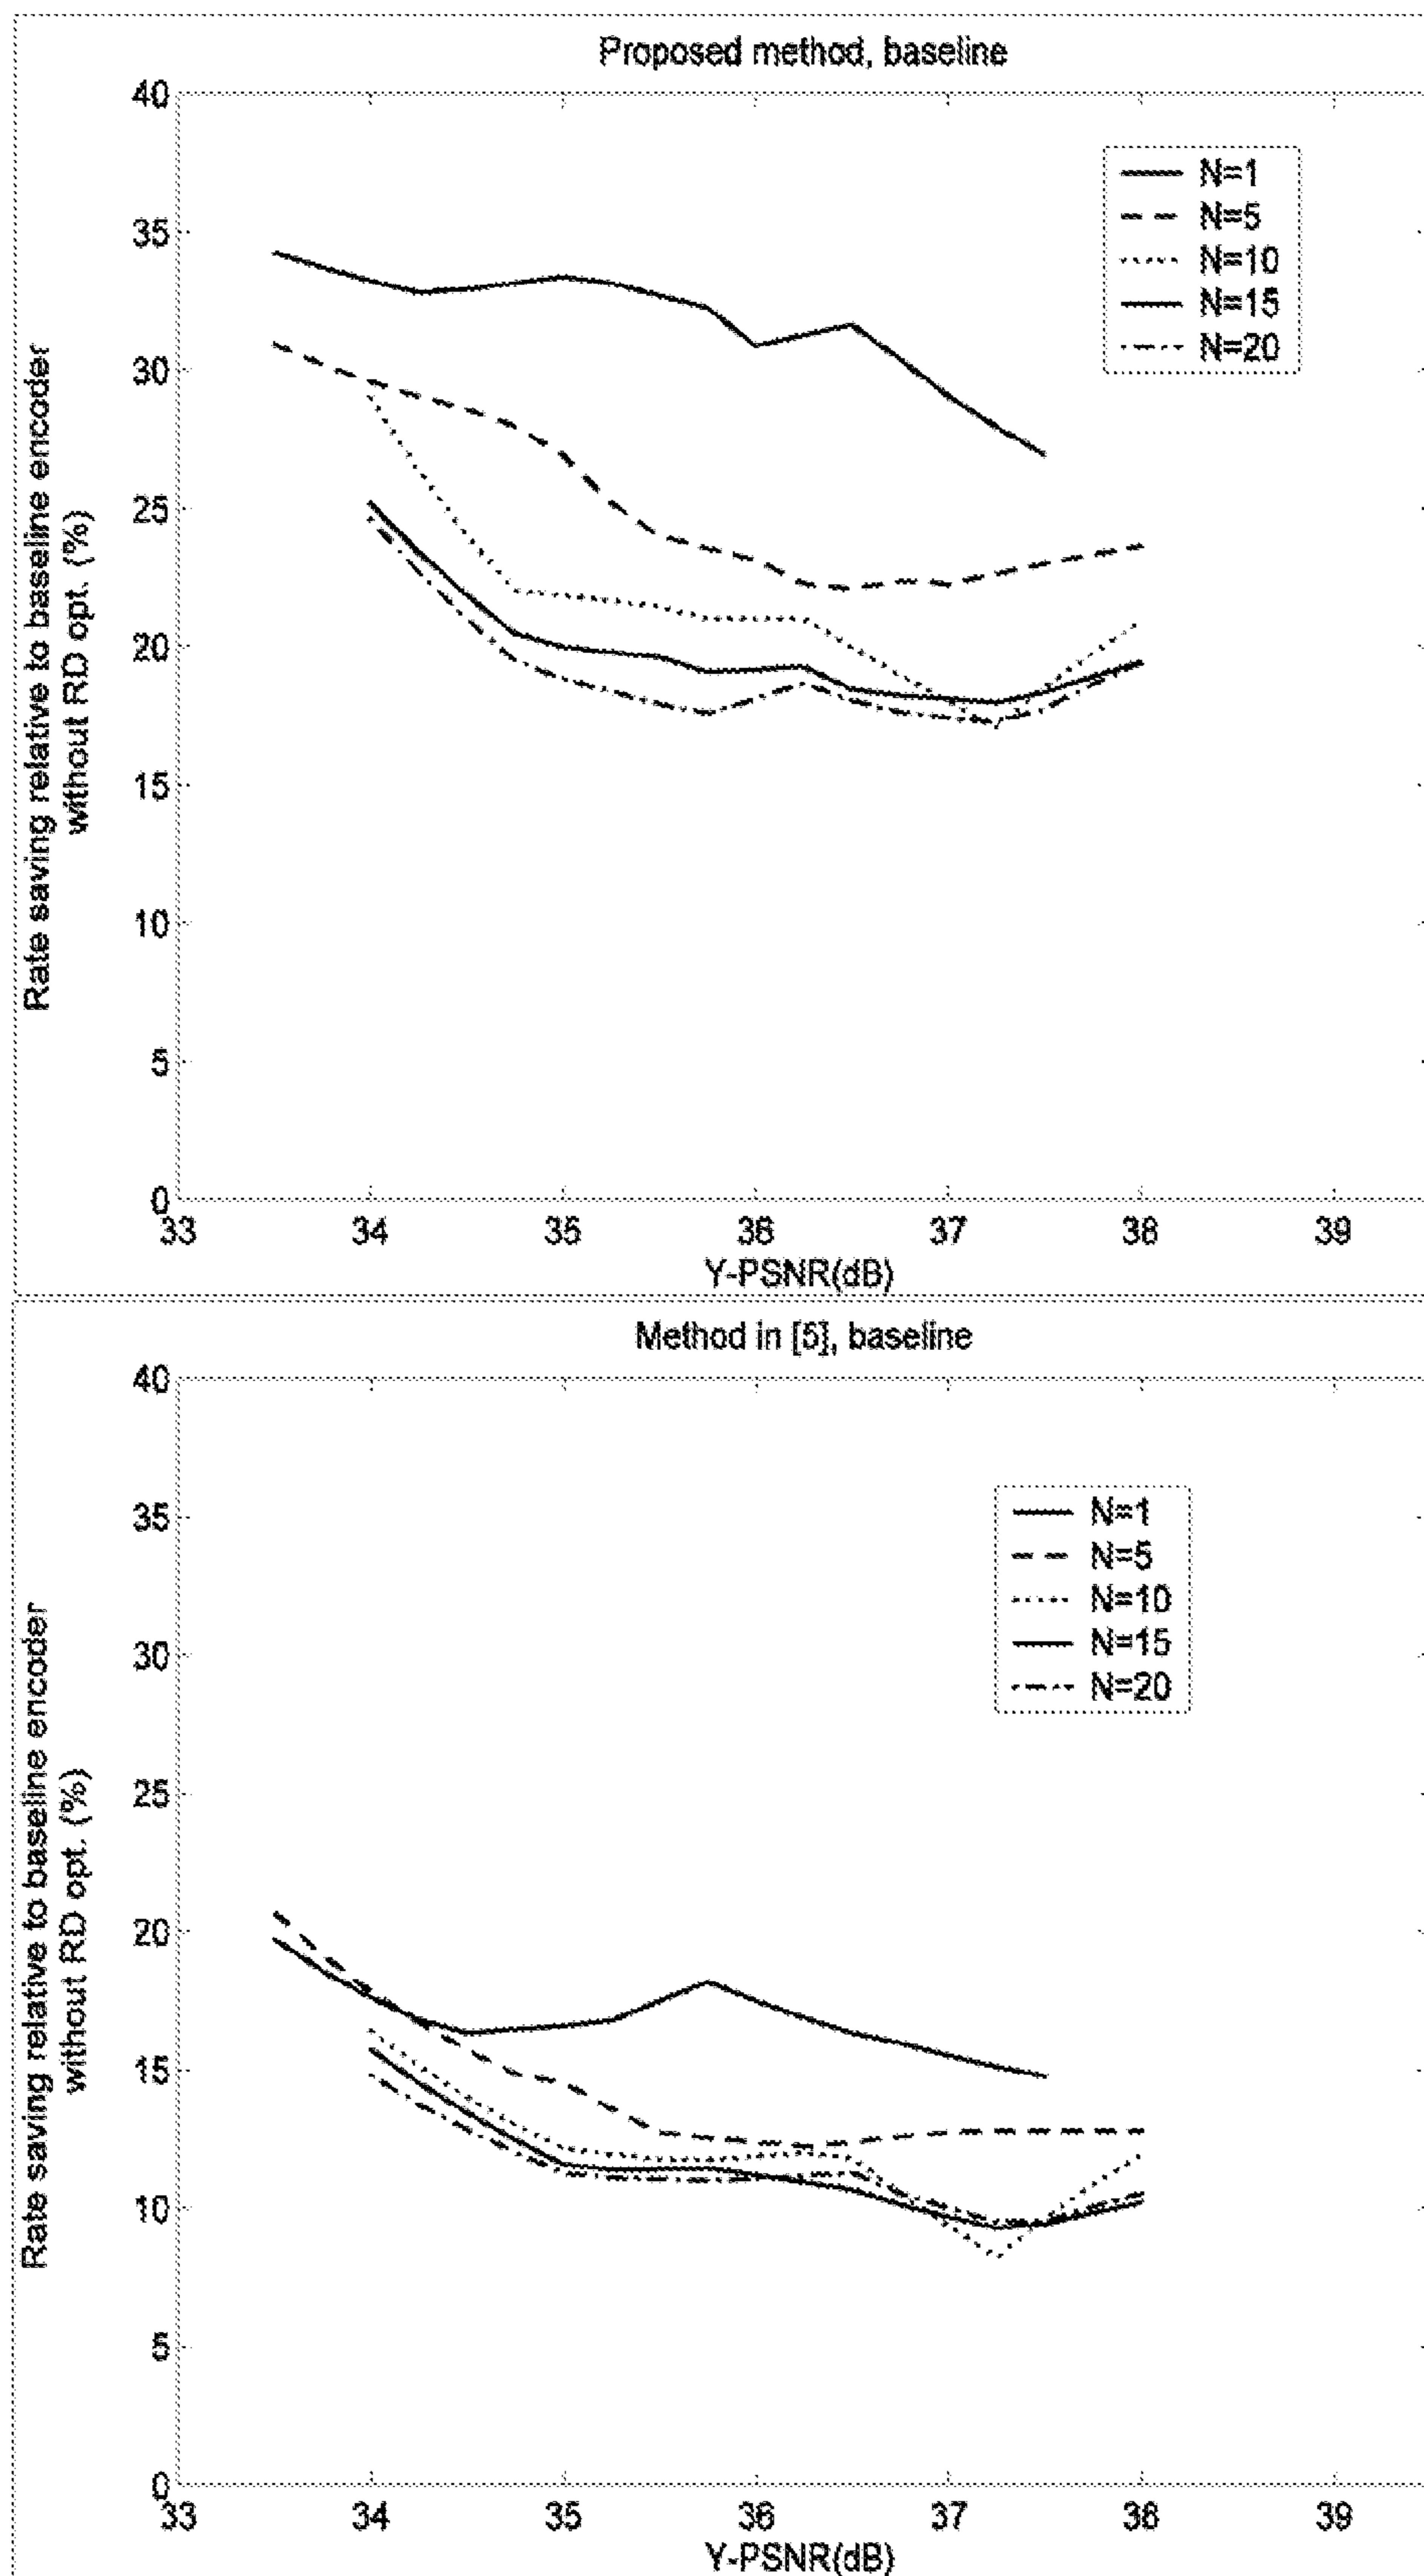 Proposed method, baseline
40
35
30
25
20
15
10
5
0
Rate saving relative to baseline encoder
without RD opt. (%)
N=1
N=5
N=10
N=15
N=20
33 34 35 36 37 38 39
Y-PSNR(dB)
Method in [5], baseline
40
35
30
25
20
15
10
5
0
Rate saving relative to baseline encoder
without RD opt. (%)
N=1
N=5
N=10
N=15
N=20
33 34 35 36 37 38 39
Y-PSNR(dB)